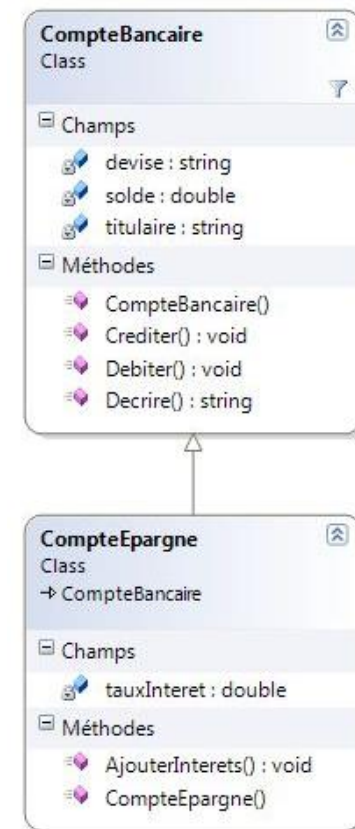 CompteBancaire
Class
Champs
devise : string
solde : double
titulaire : string
Méthodes
CompteBancaire()
Crediter() : void
Debiter() : void
Decrire() : string
CompteEpargne
Class
CompteBancaire
Champs
tauxInteret : double
Méthodes
AjouterInterets() : void
CompteEpargne()